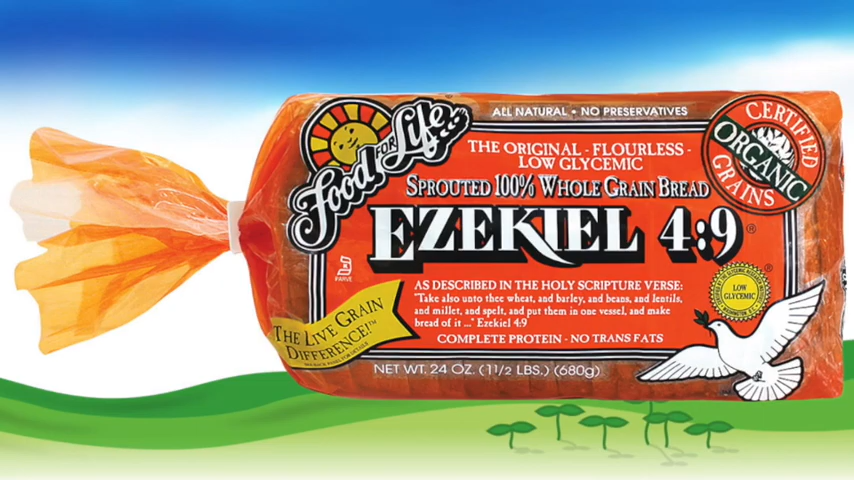 Food FOR Life
ALL NATURAL • NO PRESERVATIVES
THE ORIGINAL - FLOURLESS -
LOW GLYCEMIC
SPROUTED 100% WHOLE GRAIN BREAD
EZEKIEL 4:9®
CERTIFIED
ORGANIC
GRAINS
PARVE
AS DESCRIBED IN THE HOLY SCRIPTURE VERSE:
"Take also unto thee wheat, and barley, and beans, and lentils,
and millet, and spelt, and put them in one vessel, and make
bread of it ..." Ezekiel 4:9
COMPLETE PROTEIN - NO TRANS FATS
LOW
GLYCEMIC
®
THE LIVE GRAIN
DIFFERENCE!™
NET WT. 24 OZ. (1 1/2 LBS.) (680g)